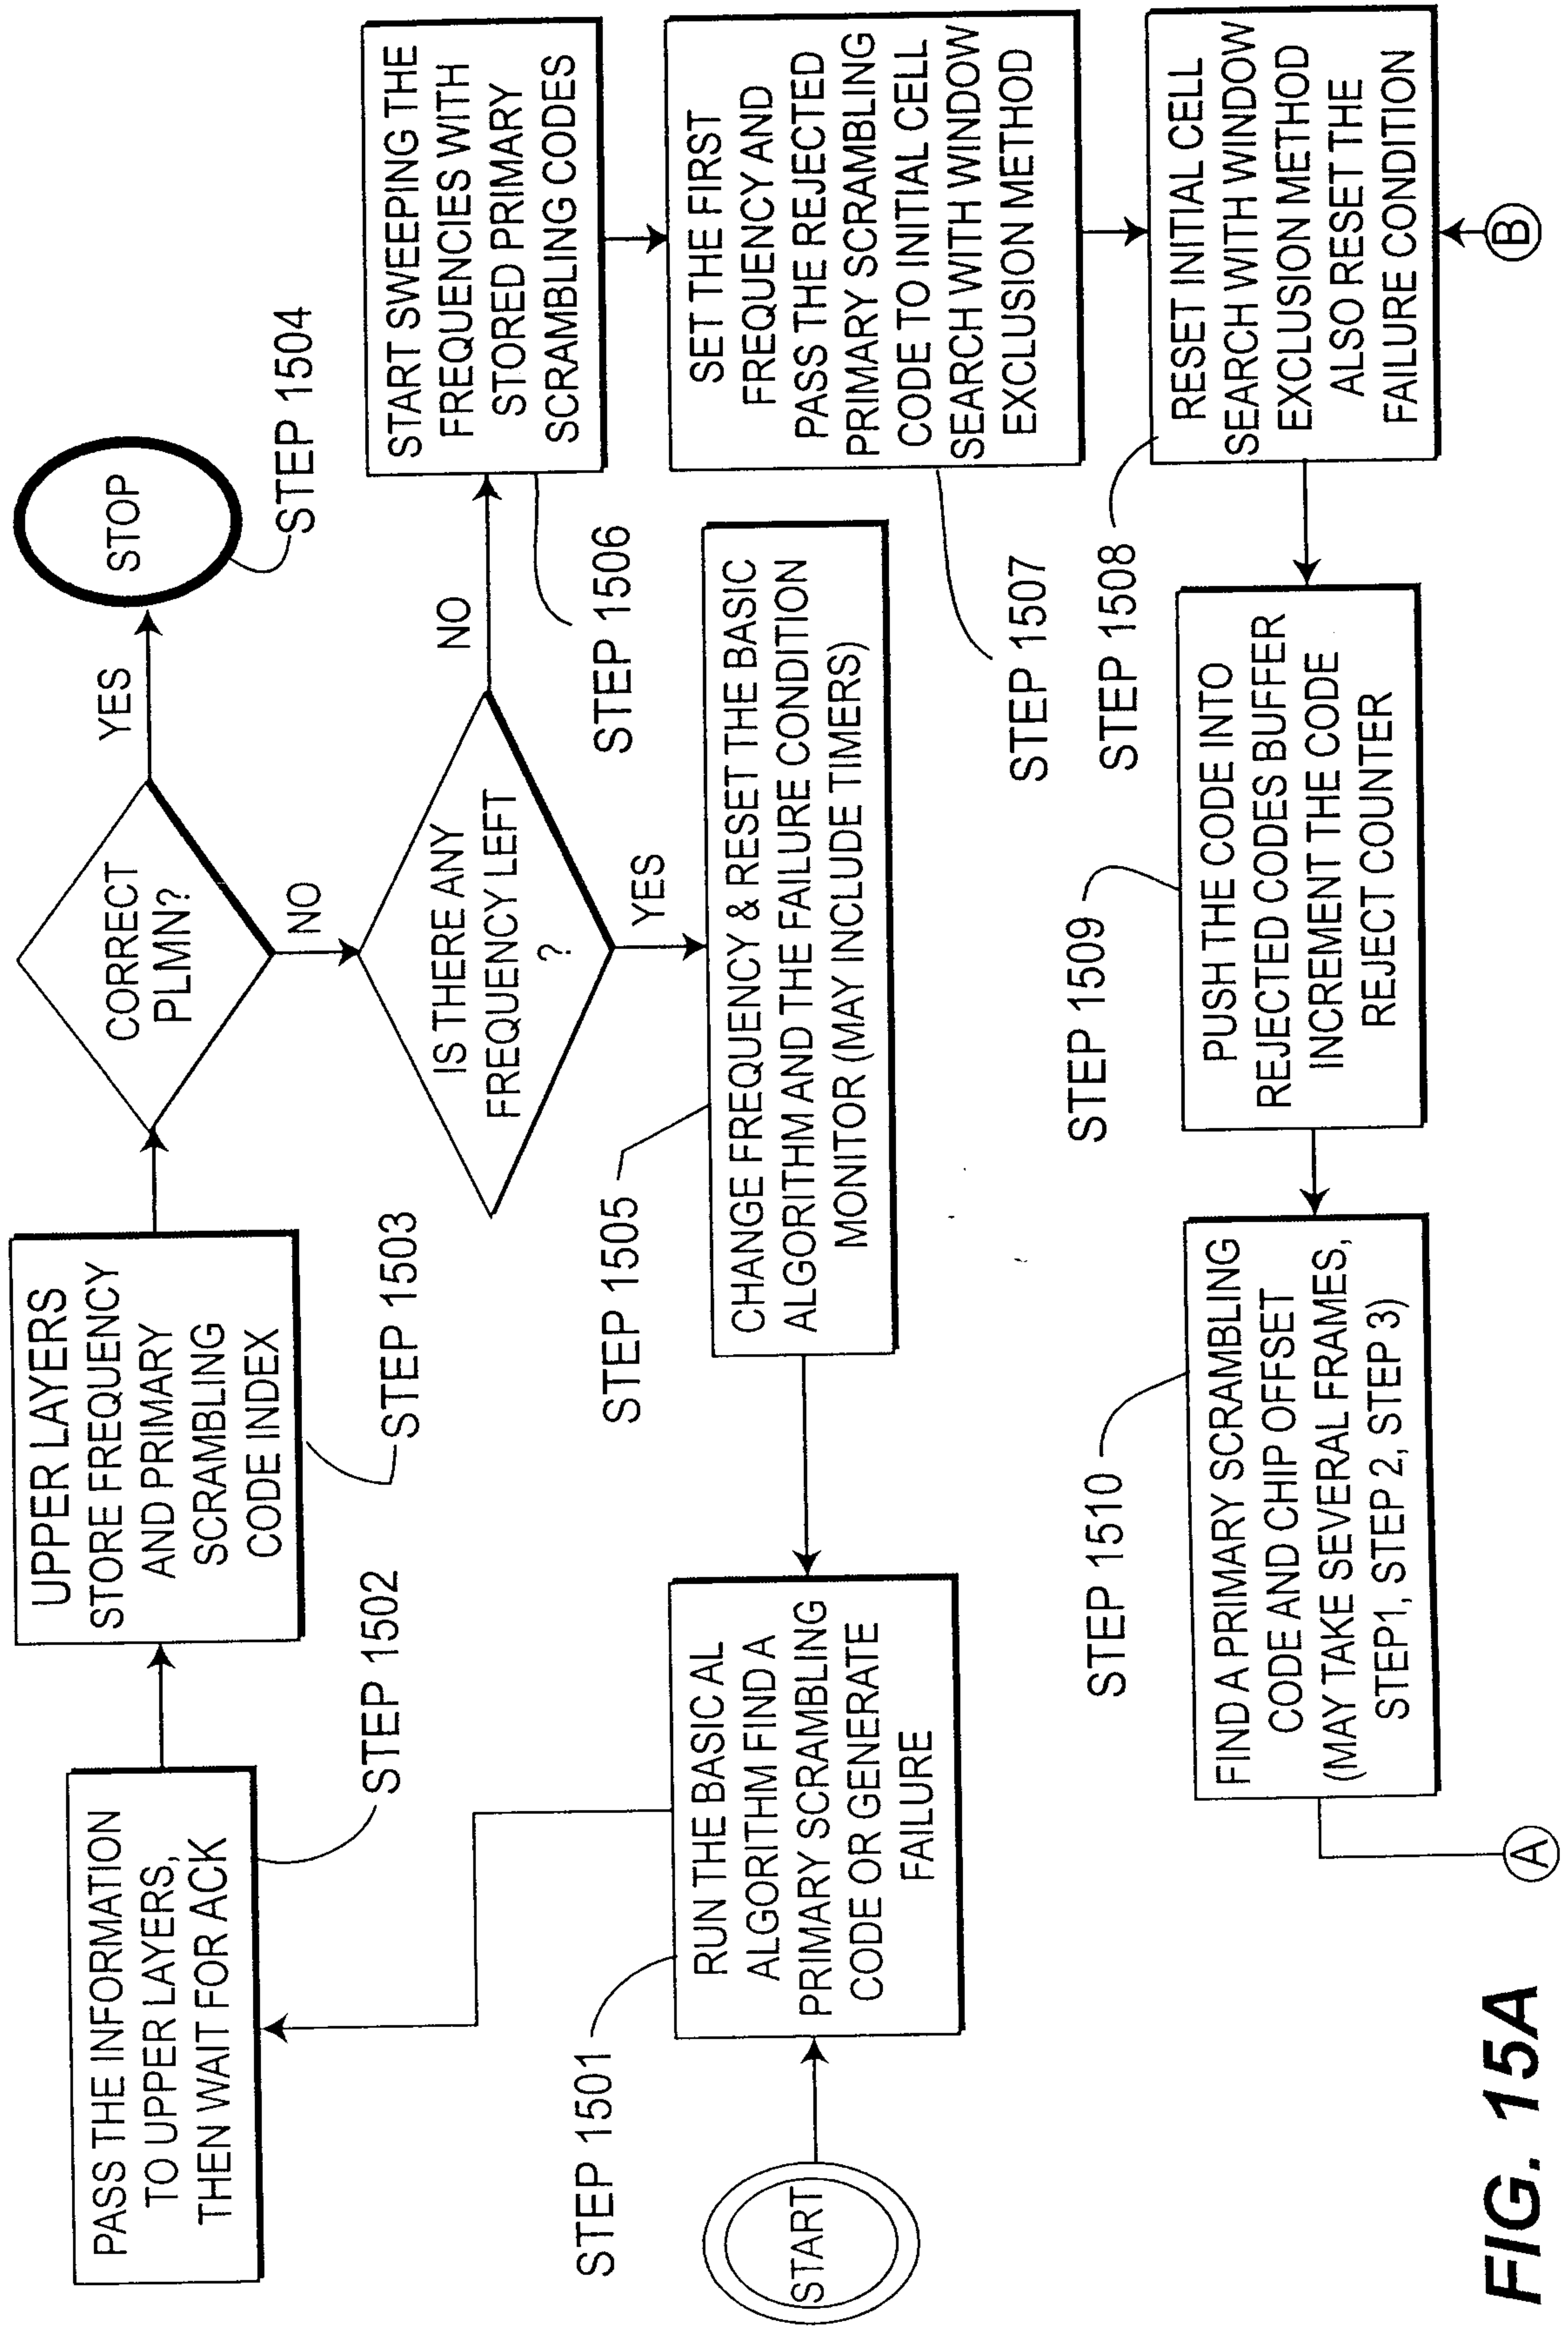 PASS THE INFORMATION
TO UPPER LAYERS,
THEN WAIT FOR ACK
STEP 1502
UPPER LAYERS
STORE FREQUENCY
AND PRIMARY
SCRAMBLING
CODE INDEX
STEP 1503
CORRECT
PLMN?
YES
STOP
STEP 1504
NO
IS THERE ANY
FREQUENCY LEFT
?
NO
START SWEEPING THE
FREQUENCIES WITH
STORED PRIMARY
SCRAMBLING CODES
STEP 1506
YES
STEP 1505
CHANGE FREQUENCY & RESET THE BASIC
ALGORITHM AND THE FAILURE CONDITION
MONITOR (MAY INCLUDE TIMERS)
STEP 1501
START
RUN THE BASIC AL
ALGORITHM FIND A
PRIMARY SCRAMBLING
CODE OR GENERATE
FAILURE
SET THE FIRST
FREQUENCY AND
PASS THE REJECTED
PRIMARY SCRAMBLING
CODE TO INITIAL CELL
SEARCH WITH WINDOW
EXCLUSION METHOD
STEP 1507
STEP 1508
RESET INITIAL CELL
SEARCH WITH WINDOW
EXCLUSION METHOD
ALSO RESET THE
FAILURE CONDITION
B
STEP 1509
PUSH THE CODE INTO
REJECTED CODES BUFFER
INCREMENT THE CODE
REJECT COUNTER
STEP 1510
FIND A PRIMARY SCRAMBLING
CODE AND CHIP OFFSET
(MAY TAKE SEVERAL FRAMES,
STEP1, STEP 2, STEP 3)
A
FIG. 15A